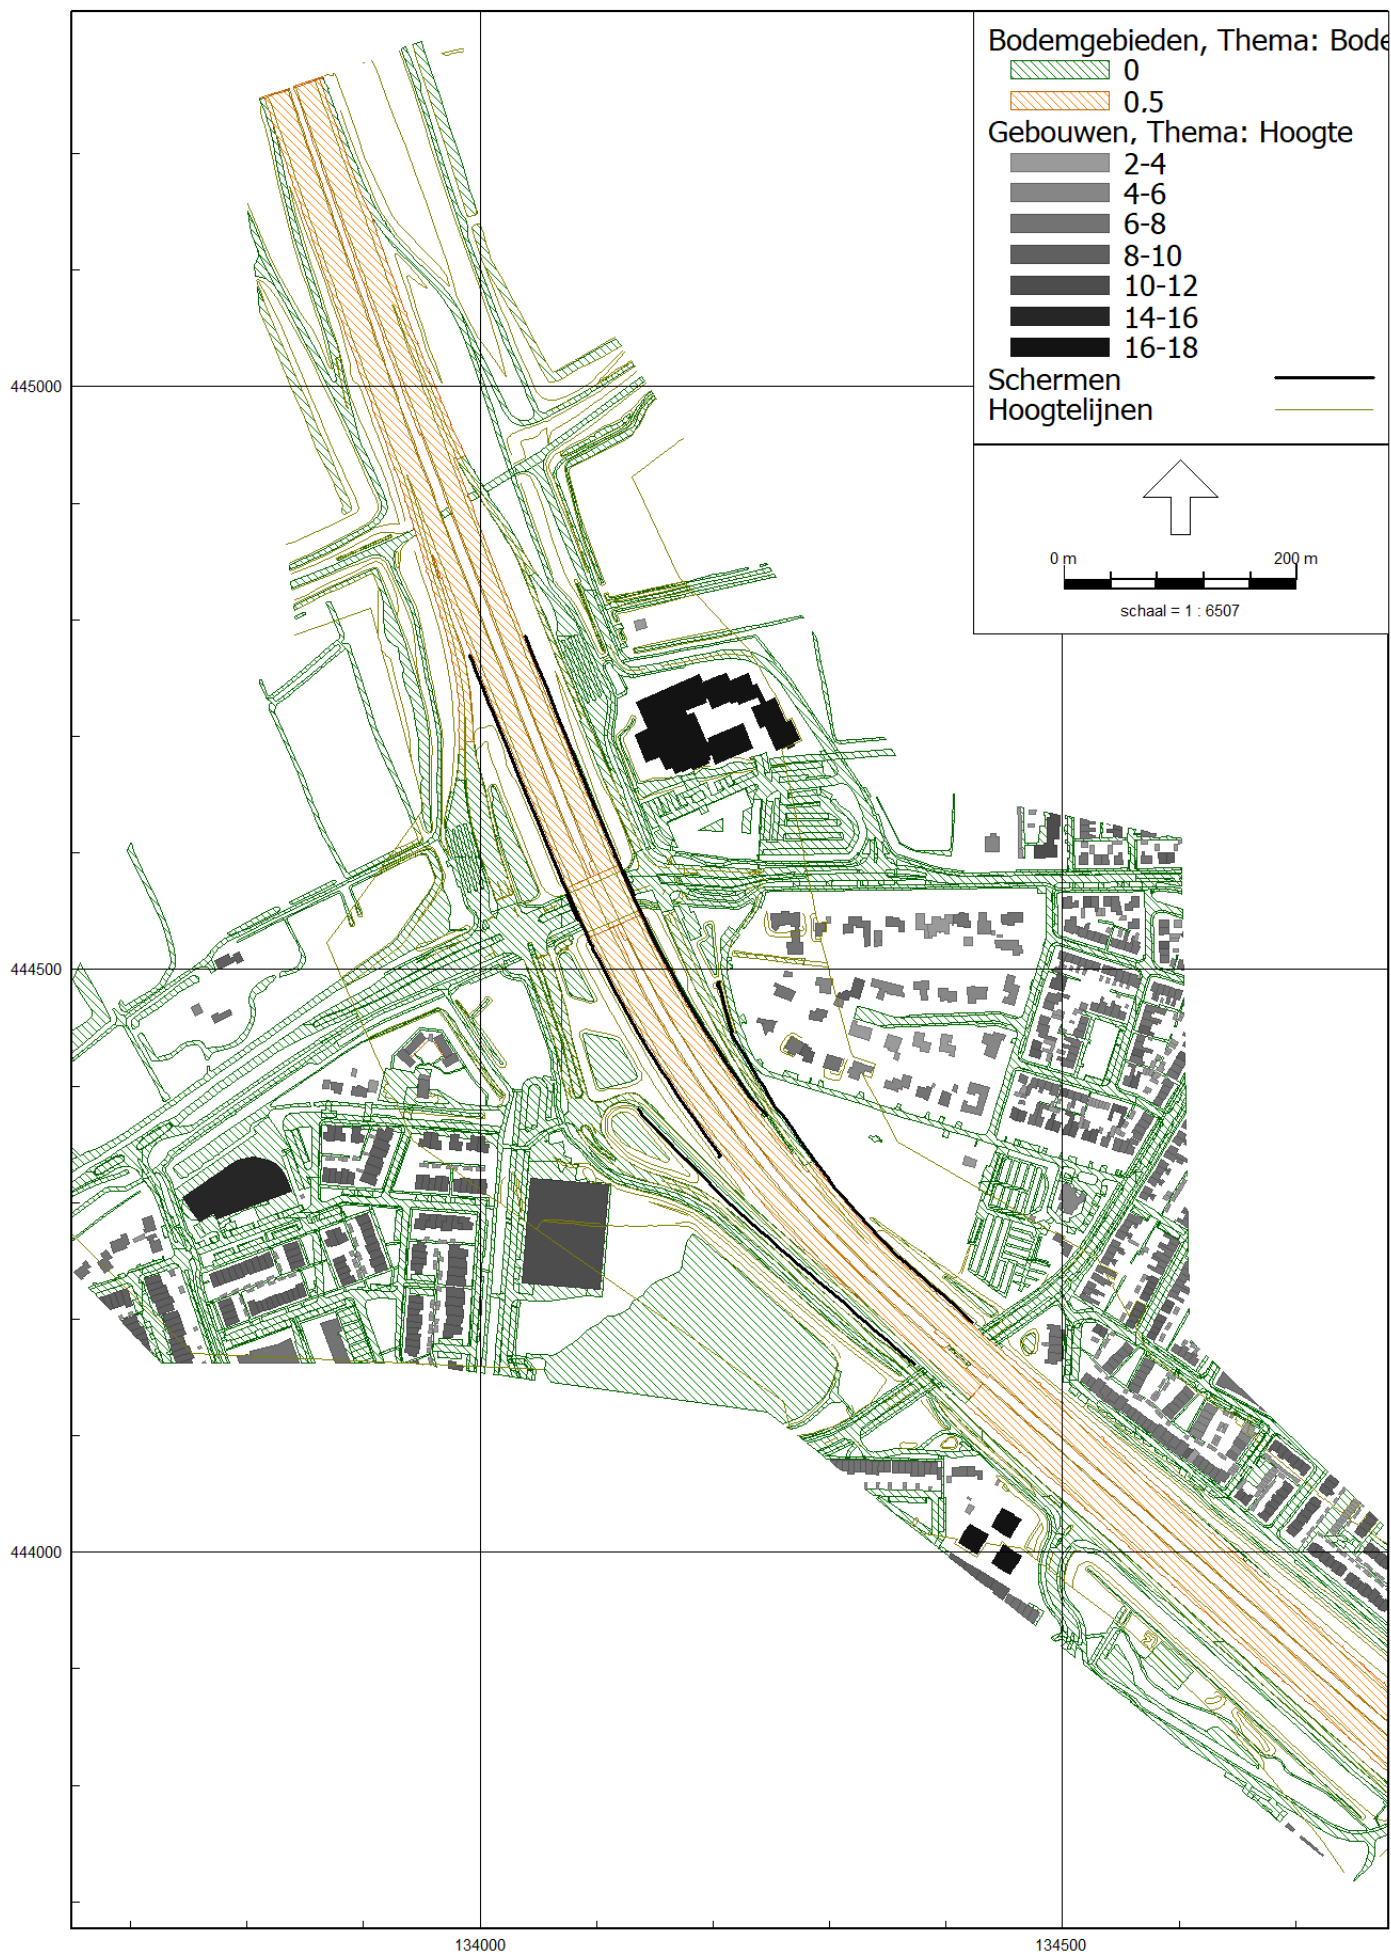 Bodemgebieden, Thema: Bode
0
0.5
Gebouwen, Thema: Hoogte
2-4
4-6
6-8
8-10
10-12
14-16
16-18
Schermen
Hoogtelijnen
0 m 200 m
schaal = 1 : 6507
445000
444500
444000
134000 134500